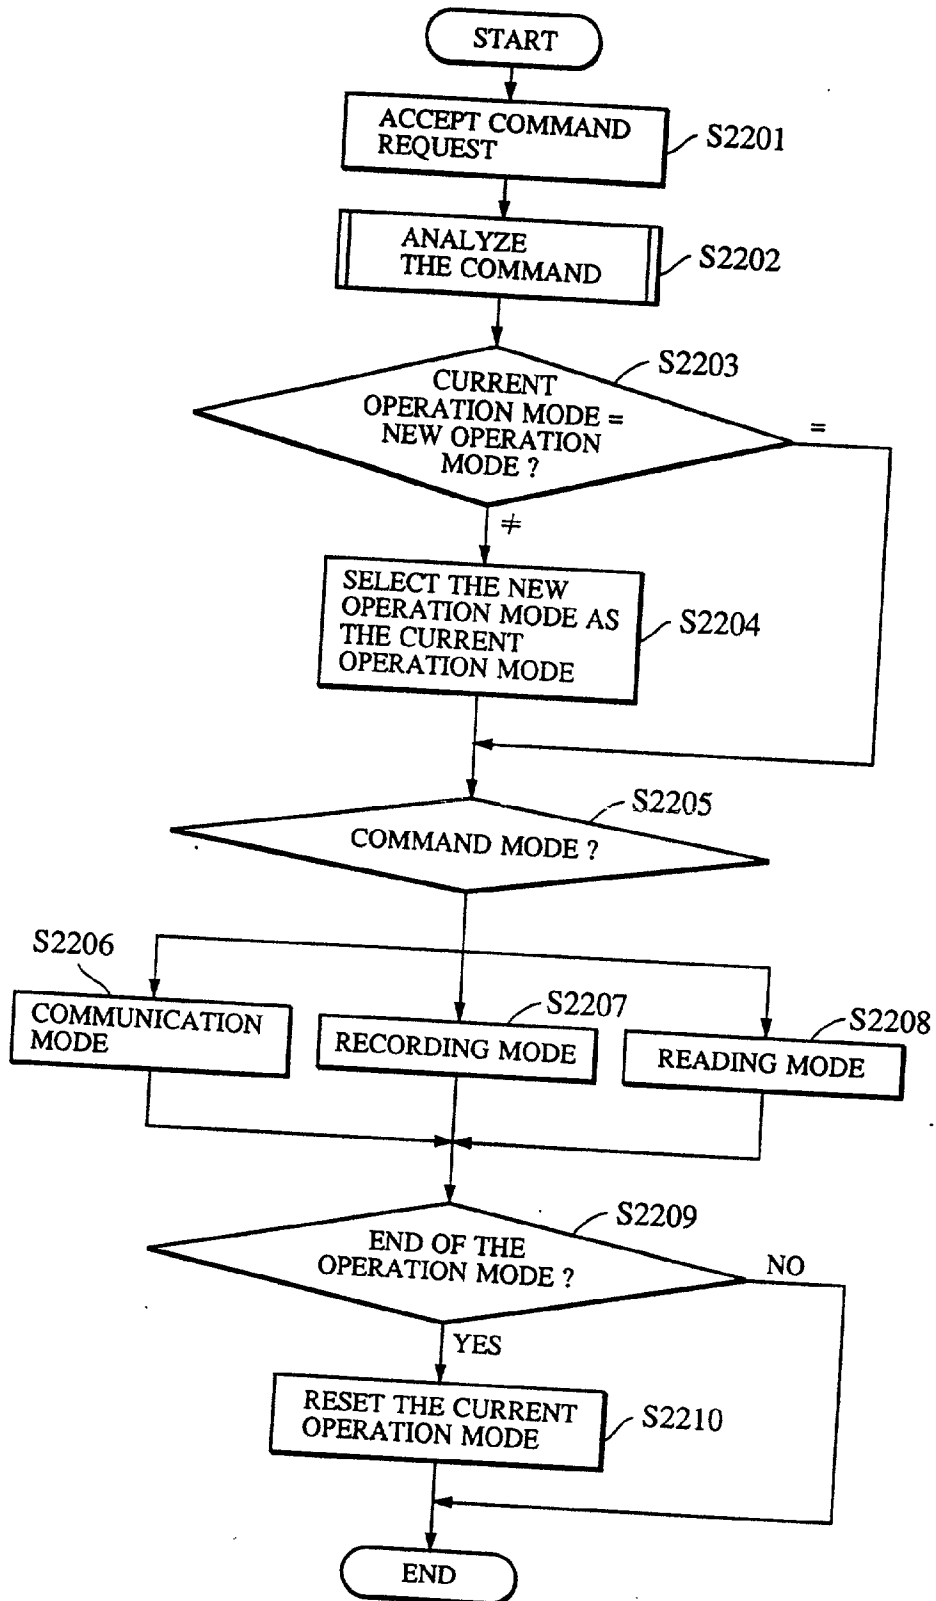 START
ACCEPT COMMAND
REQUEST
S2201
ANALYZE
THE COMMAND
S2202
S2203
CURRENT
OPERATION MODE =
NEW OPERATION
MODE ?
=
≠
SELECT THE NEW
OPERATION MODE AS
THE CURRENT
OPERATION MODE
S2204
S2205
COMMAND MODE ?
S2206
COMMUNICATION
MODE
S2207
RECORDING MODE
S2208
READING MODE
S2209
END OF THE
OPERATION MODE ?
NO
YES
RESET THE CURRENT
OPERATION MODE
S2210
END